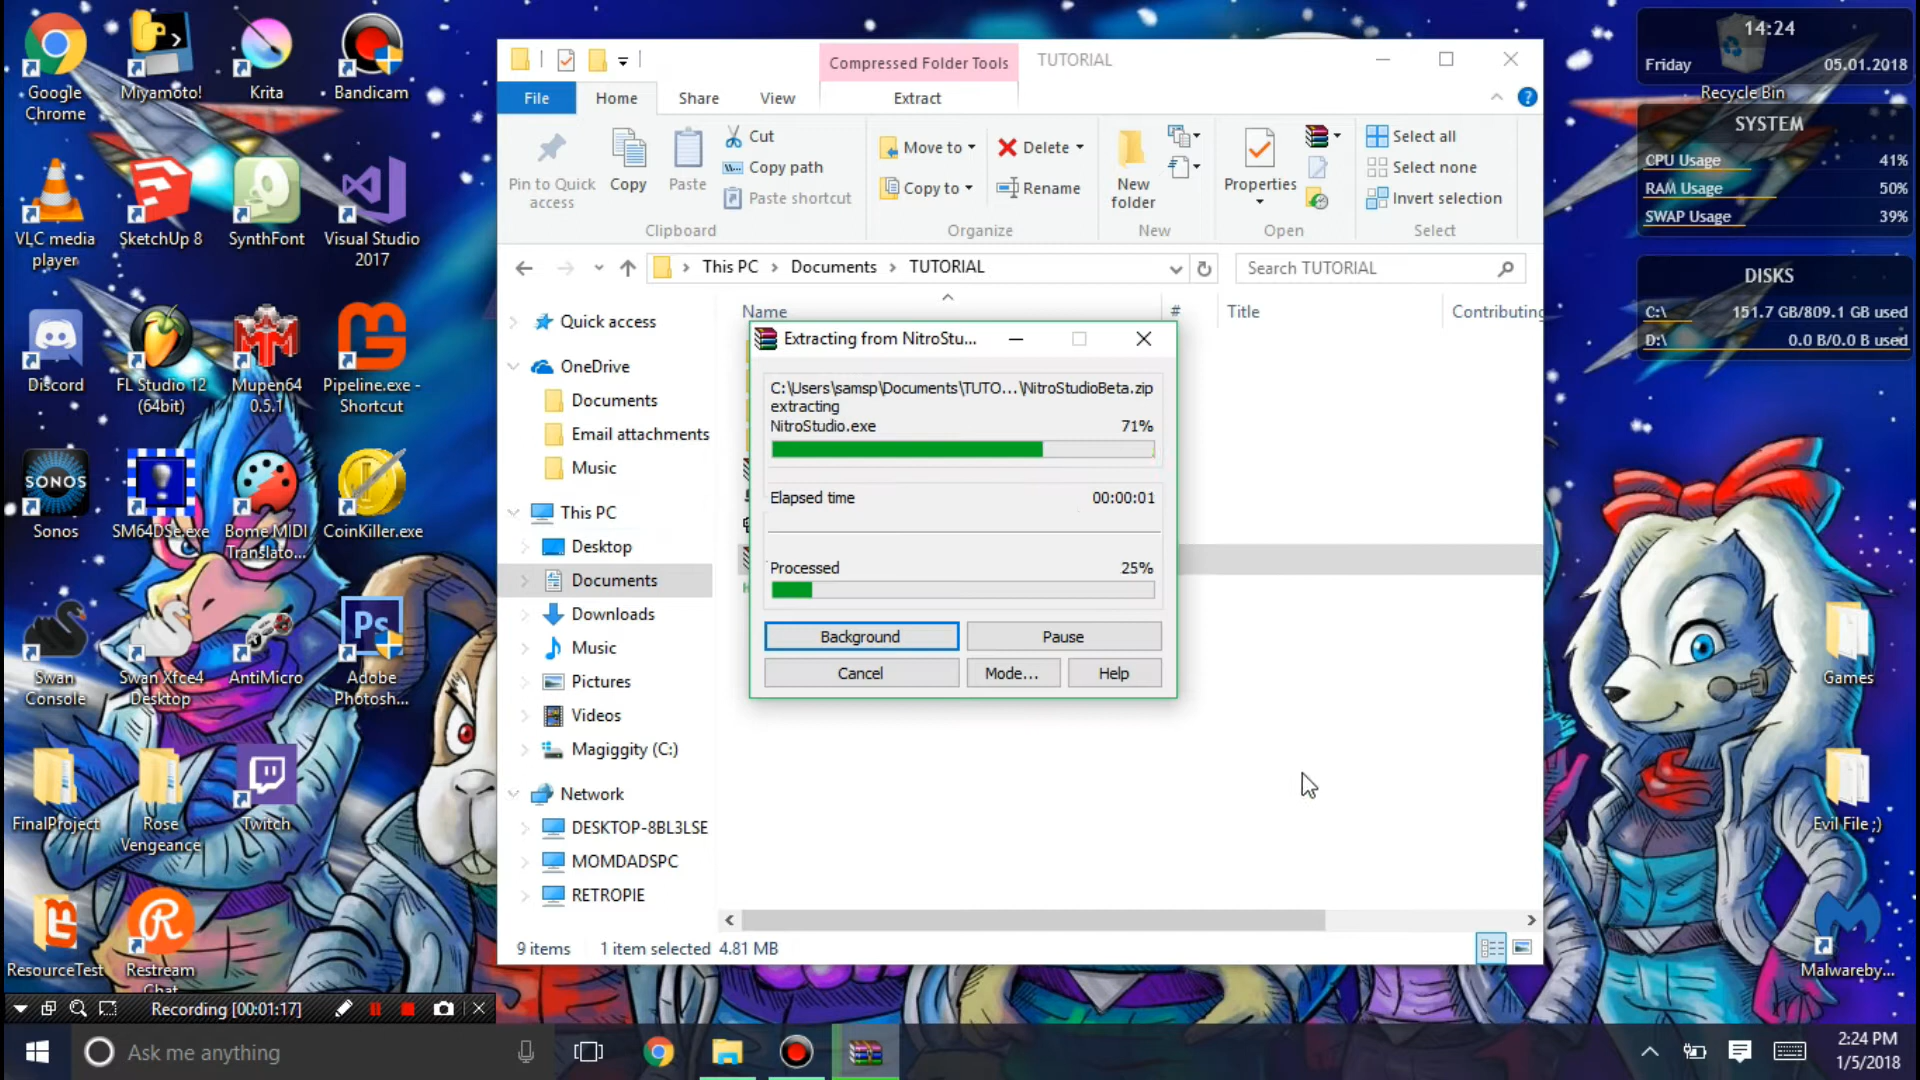 Google
Chrome
Miyamoto!
Krita
Bandicam
VLC media
player
SketchUp 8
SynthFont
Visual Studio
2017
Discord
FL Studio 12
(64bit)
Mupen64
0.5.1
Pipeline.exe -
Shortcut
SONOS
Sonos
SM64DSe.exe
Bome MIDI
Translato...
CoinKiller.exe
Swan
Console
Swan Xfce4
Desktop
AntiMicro
Ps
Adobe
Photosh...
FinalProject
Rose
Vengeance
Twitch
ResourceTest
Restream
Chat
Compressed Folder Tools
TUTORIAL
File
Home
Share
View
Extract
Pin to Quick
access
Copy
Paste
Cut
Copy path
Paste shortcut
Clipboard
Move to
Copy to
Delete
Rename
Organize
New
folder
New
Properties
Open
Select all
Select none
Invert selection
Select
This PC > Documents > TUTORIAL
Search TUTORIAL
Name
#
Title
Contributing
Quick access
OneDrive
Documents
Email attachments
Music
This PC
Desktop
Documents
Downloads
Music
Pictures
Videos
Magiggity (C:)
Network
DESKTOP-8BL3LSE
MOMDADSPC
RETROPIE
9 items
1 item selected 4.81 MB
Extracting from NitroStu...
C:\Users\samsp\Documents\TUTO...\NitroStudioBeta.zip
extracting
NitroStudio.exe
71%
Elapsed time
00:00:01
Processed
25%
Background
Pause
Cancel
Mode...
Help
14:24
Friday
05.01.2018
Recycle Bin
SYSTEM
CPU Usage
41%
RAM Usage
50%
SWAP Usage
39%
DISKS
C:\
151.7 GB/809.1 GB used
D:\
0.0 B/0.0 B used
Games
Evil File ;)
Malwareby...
Recording [00:01:17]
Ask me anything
2:24 PM
1/5/2018